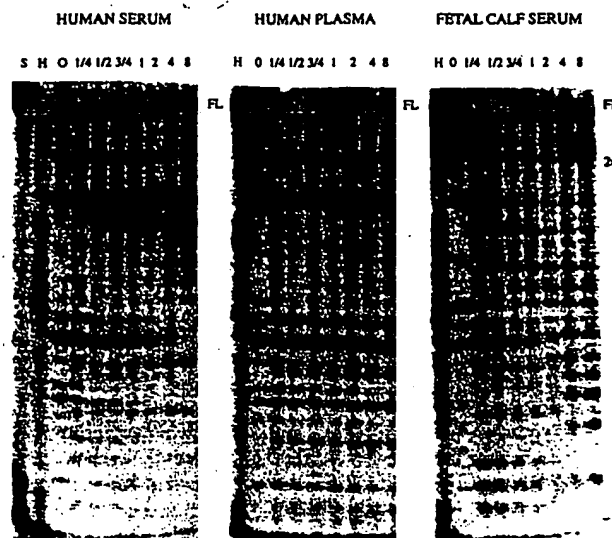 HUMAN SERUM HUMAN PLASMA FETAL CALF SERUM
S H O 1/4 1/2 3/4 1 2 4 8 H 0 1/4 1/2 3/4 1 2 4 8 H 0 1/4 1/2 3/4 1 2 4 8
FL FL F
2